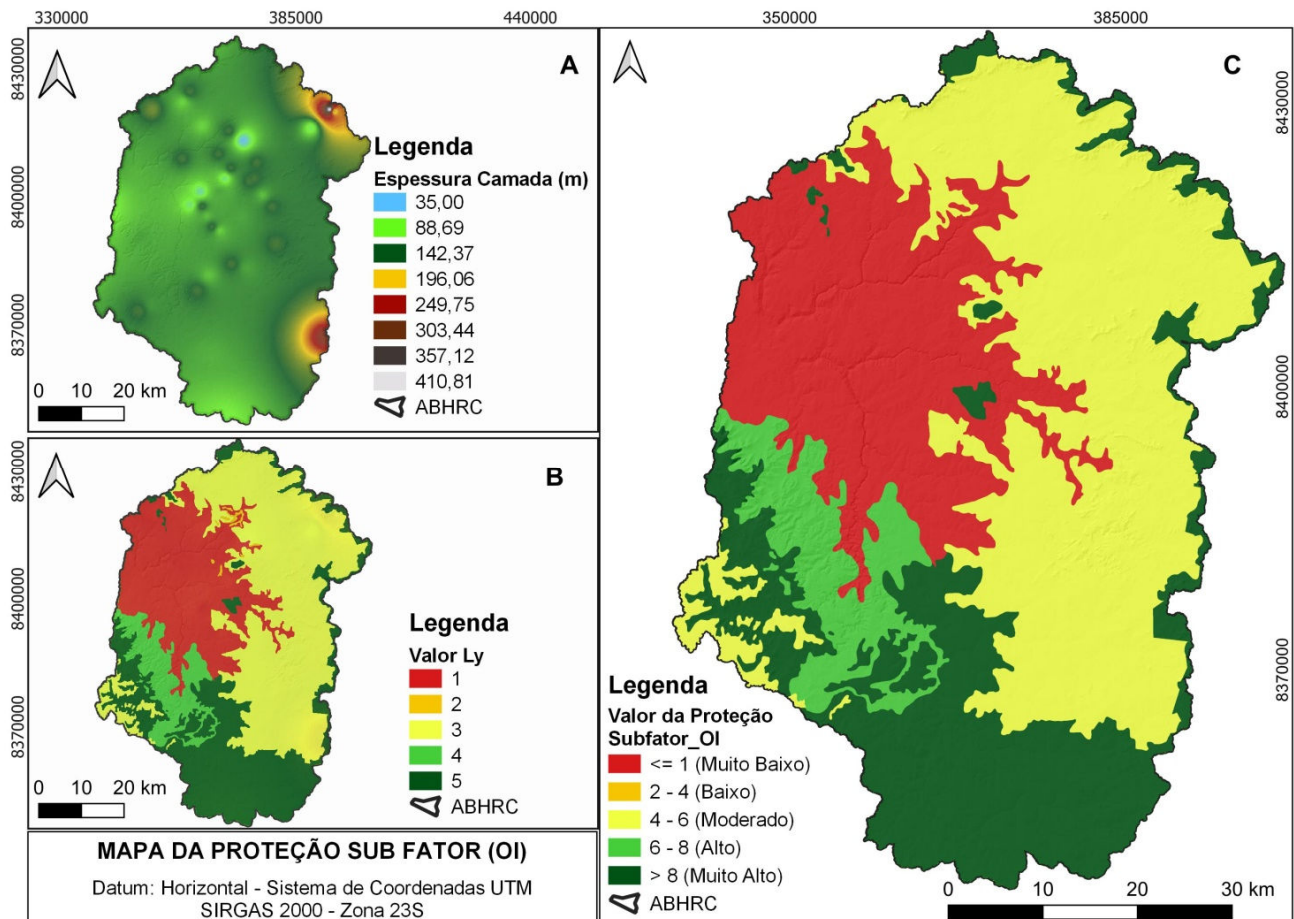 330000 385000 440000
8430000
8400000
8370000
A
Legenda
Espessura Camada (m)
35,00
88,69
142,37
196,06
249,75
303,44
357,12
410,81
ABHRC
0 10 20 km
8430000
8400000
8370000
B
Legenda
Valor Ly
1
2
3
4
5
ABHRC
0 10 20 km
MAPA DA PROTEÇÃO SUB FATOR (OI)
Datum: Horizontal - Sistema de Coordenadas UTM
SIRGAS 2000 - Zona 23S
350000 385000
C
8430000
8400000
8370000
Legenda
Valor da Proteção
Subfator_OI
<= 1 (Muito Baixo)
2 - 4 (Baixo)
4 - 6 (Moderado)
6 - 8 (Alto)
> 8 (Muito Alto)
ABHRC
0 10 20 30 km